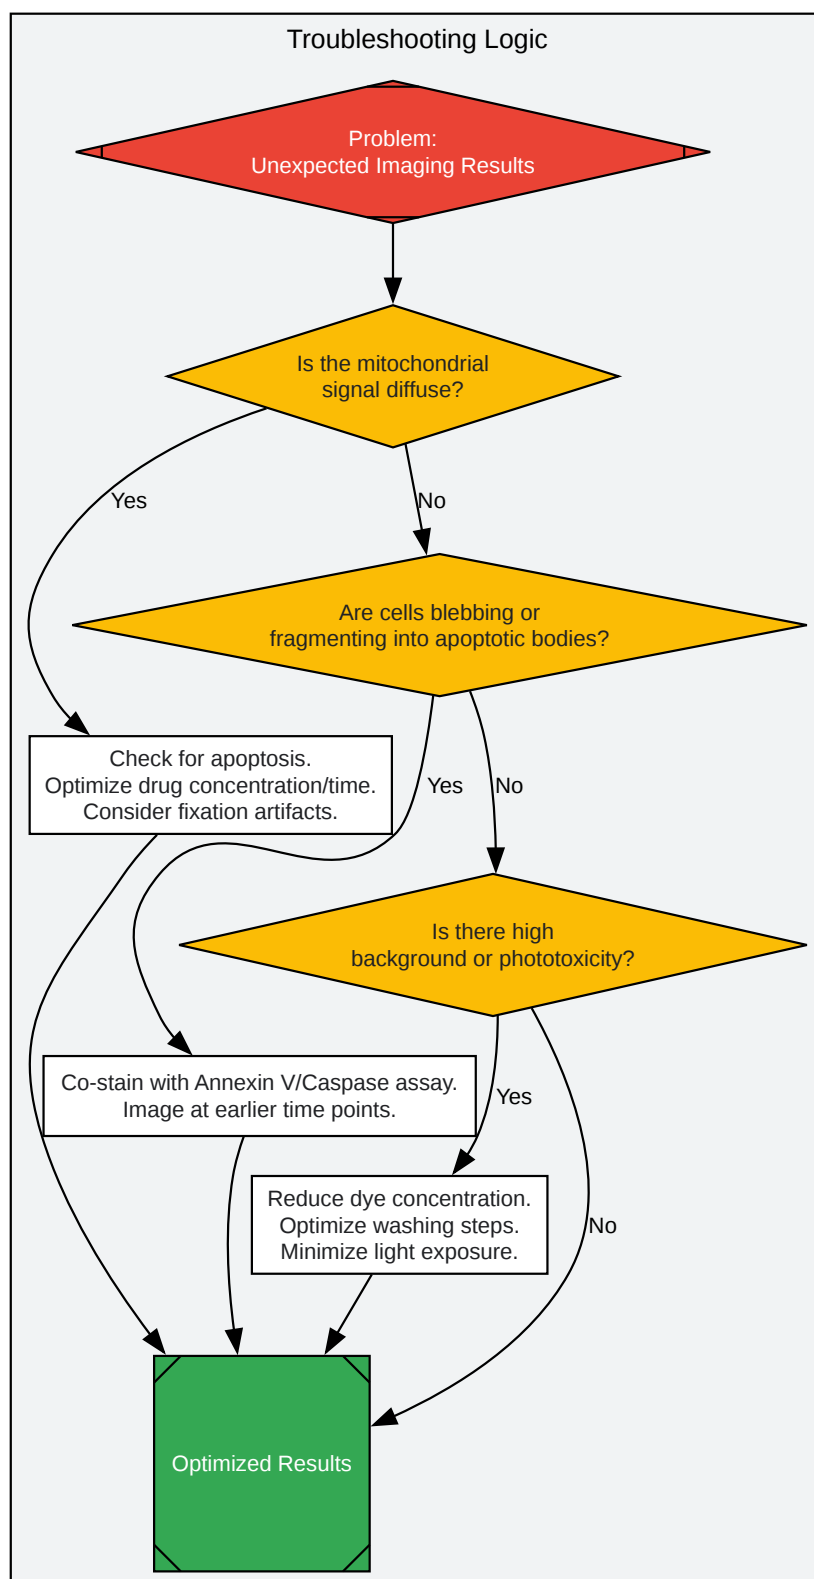 Troubleshooting Logic
Problem:
Unexpected Imaging Results
Is the mitochondrial
signal diffuse?
Yes
No
Are cells blebbing or
fragmenting into apoptotic bodies?
Check for apoptosis.
Optimize drug concentration/time.
Consider fixation artifacts.
Yes
No
Is there high
background or phototoxicity?
Co-stain with Annexin V/Caspase assay.
Image at earlier time points.
Yes
Reduce dye concentration.
Optimize washing steps.
Minimize light exposure.
No
Optimized Results